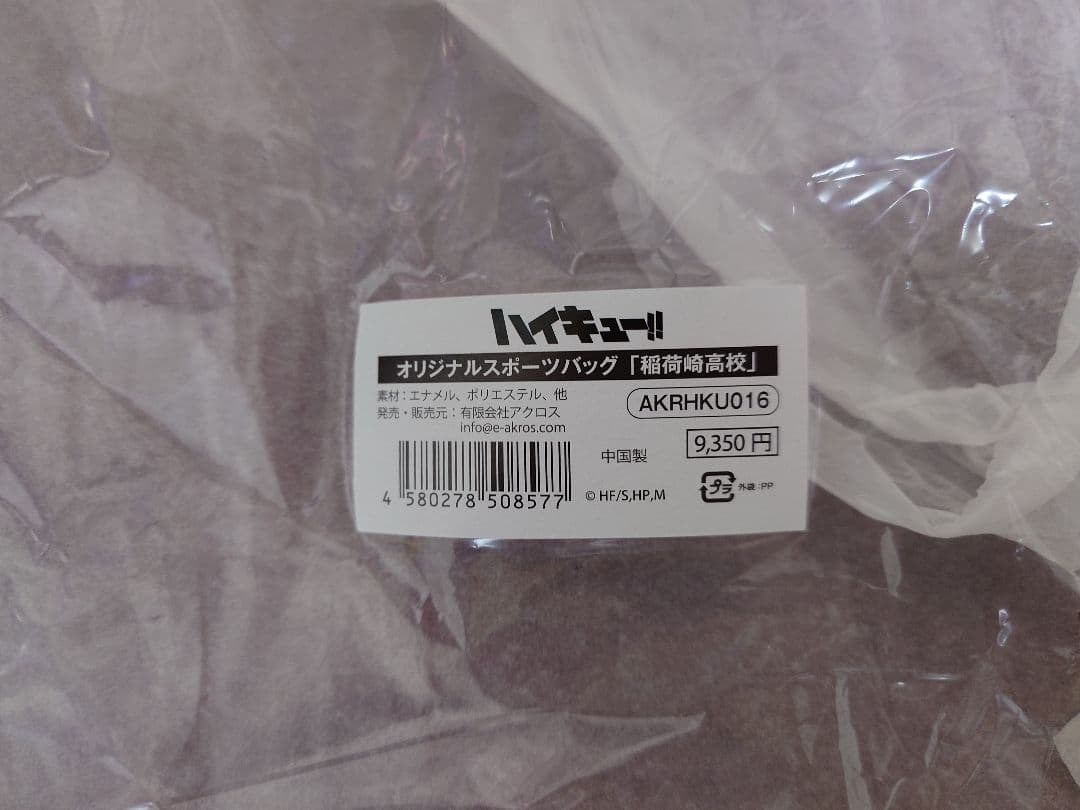 ハイキュー!!
オリジナルスポーツバッグ「稲荷崎高校」
素材：エナメル、ポリエステル、他
発売・販売元：有限会社アクロス
info@e-akros.com
AKRHKU016
9,350 円
中国製
4 580278 508577
© HF/S,HP,M
プラ 外袋：PP